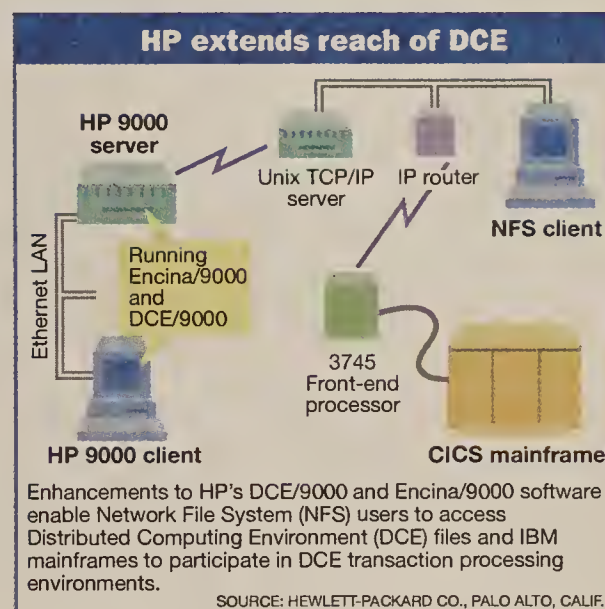 HP extends reach of DCE
HP 9000
server
Unix TCP/IP
server
IP router
NFS client
Ethernet LAN
Running
Encina/9000
and
DCE/9000
3745
Front-end
processor
HP 9000 client
CICS mainframe
Enhancements to HP's DCE/9000 and Encina/9000 software
enable Network File System (NFS) users to access
Distributed Computing Environment (DCE) files and IBM
mainframes to participate in DCE transaction processing
environments.
SOURCE: HEWLETT-PACKARD CO., PALO ALTO, CALIF.